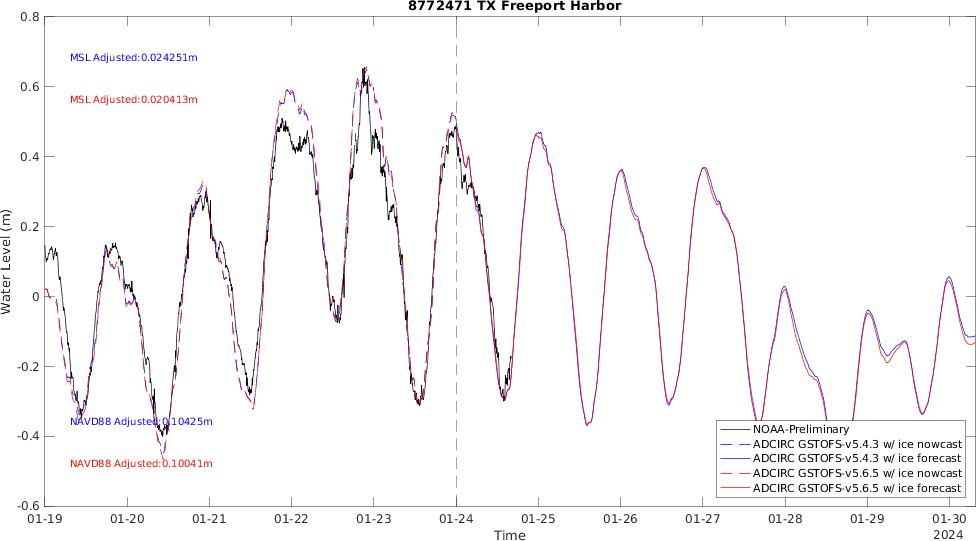 8772471 TX Freeport Harbor
0.8
0.6
0.4
0.2
0
-0.2
-0.4
-0.6
Water Level (m)
MSL Adjusted:0.024251m
MSL Adjusted:0.020413m
NAVD88 Adjusted:0.10425m
NAVD88 Adjusted:0.10041m
NOAA-Preliminary
ADCIRC GSTOFS-v5.4.3 w/ ice nowcast
ADCIRC GSTOFS-v5.4.3 w/ ice forecast
ADCIRC GSTOFS-v5.6.5 w/ ice nowcast
ADCIRC GSTOFS-v5.6.5 w/ ice forecast
01-19 01-20 01-21 01-22 01-23 01-24 01-25 01-26 01-27 01-28 01-29 01-30
Time
2024